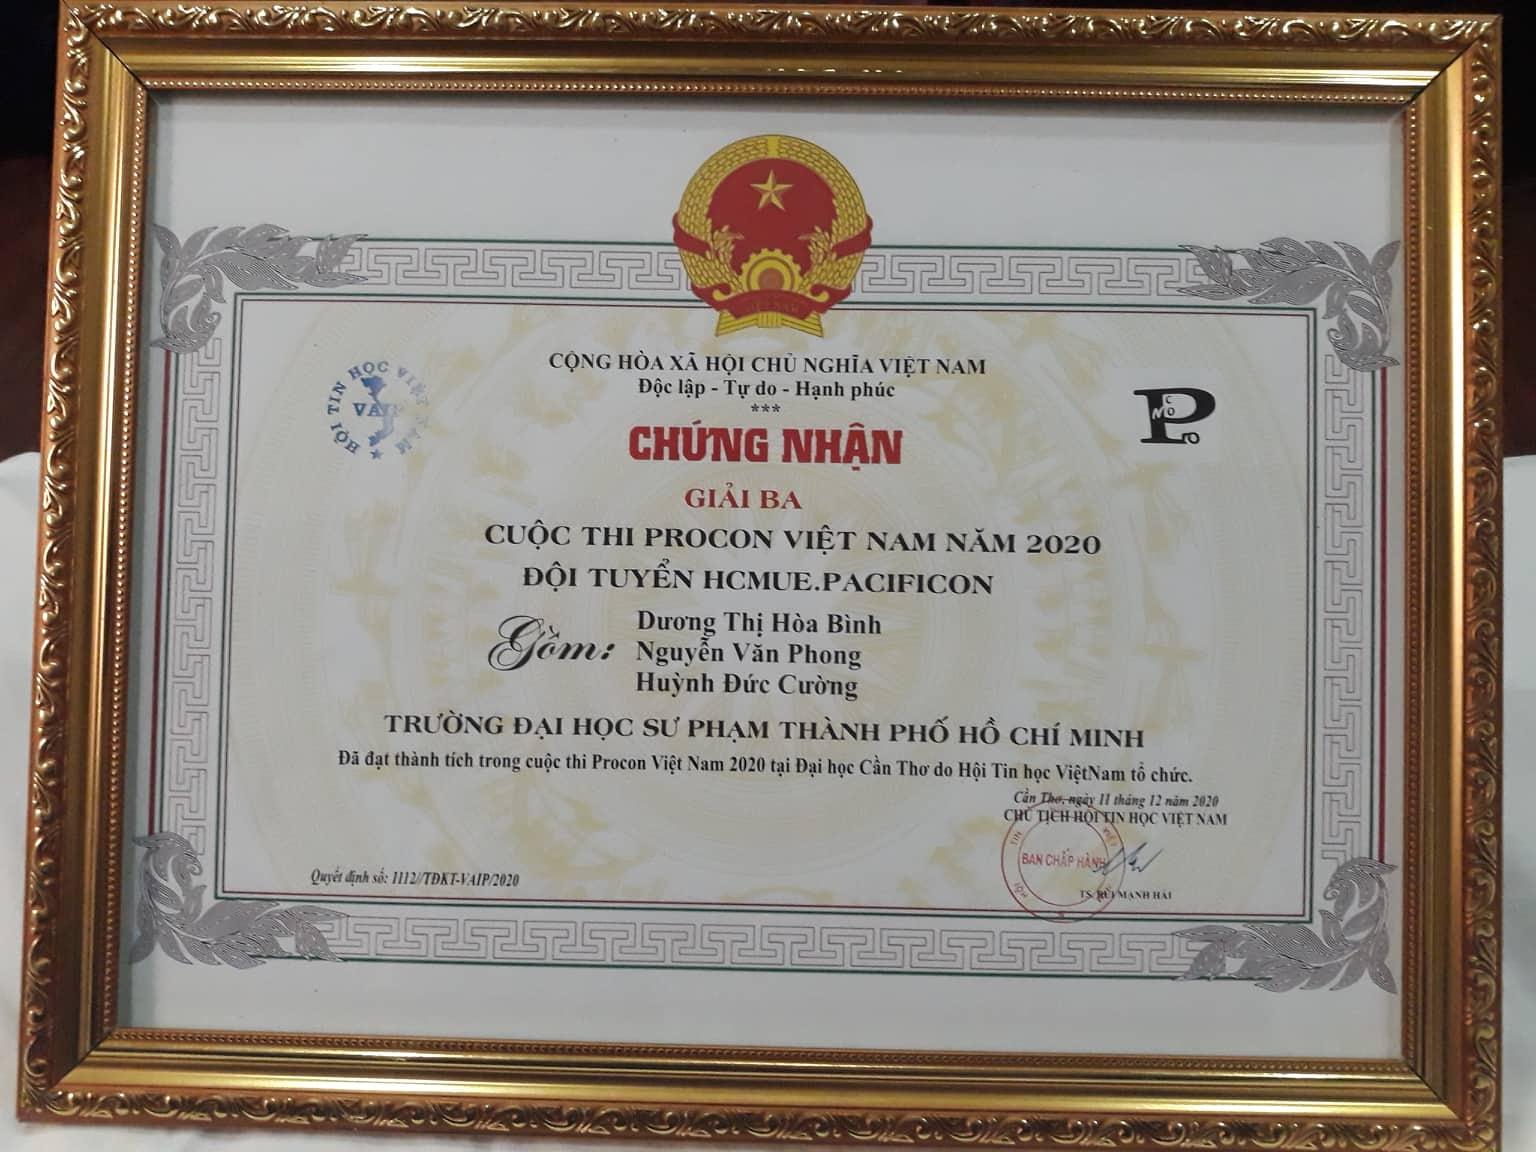 CỘNG HÒA XÃ HỘI CHỦ NGHĨA VIỆT NAM
Độc lập - Tự do - Hạnh phúc
***
HỘI TIN HỌC VIỆT NAM
VAIP
PROCOM
CHỨNG NHẬN
GIẢI BA
CUỘC THI PROCON VIỆT NAM NĂM 2020
ĐỘI TUYỂN HCMUE.PACIFICON
Gồm: Dương Thị Hòa Bình
Nguyễn Văn Phong
Huỳnh Đức Cường
TRƯỜNG ĐẠI HỌC SƯ PHẠM THÀNH PHỐ HỒ CHÍ MINH
Đã đạt thành tích trong cuộc thi Procon Việt Nam 2020 tại Đại học Cần Thơ do Hội Tin học ViệtNam tổ chức.
Cần Thơ, ngày 11 tháng 12 năm 2020
CHỦ TỊCH HỘI TIN HỌC VIỆT NAM
BAN CHẤP HÀNH
TS. BÙI MẠNH HẢI
Quyết định số: 1112//TĐKT-VAIP/2020